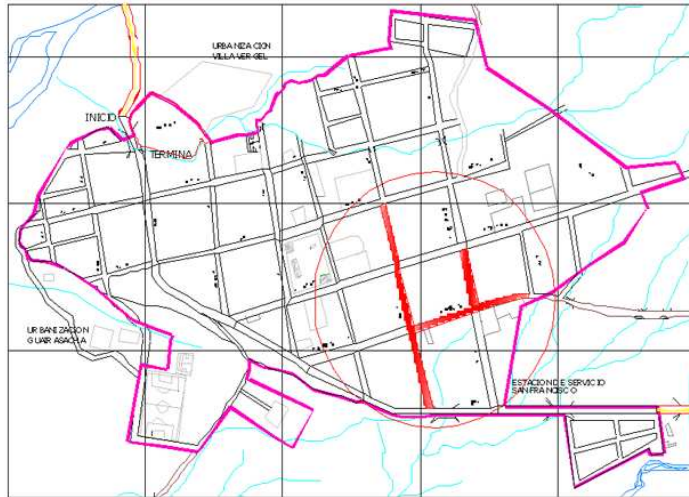 URBANIZACION
VILLA VERGEL
INICIO
TERMINA
URBANIZACION
GUAIRASACHA
ESTACION DE SERVICIO
SAN FRANCISCO